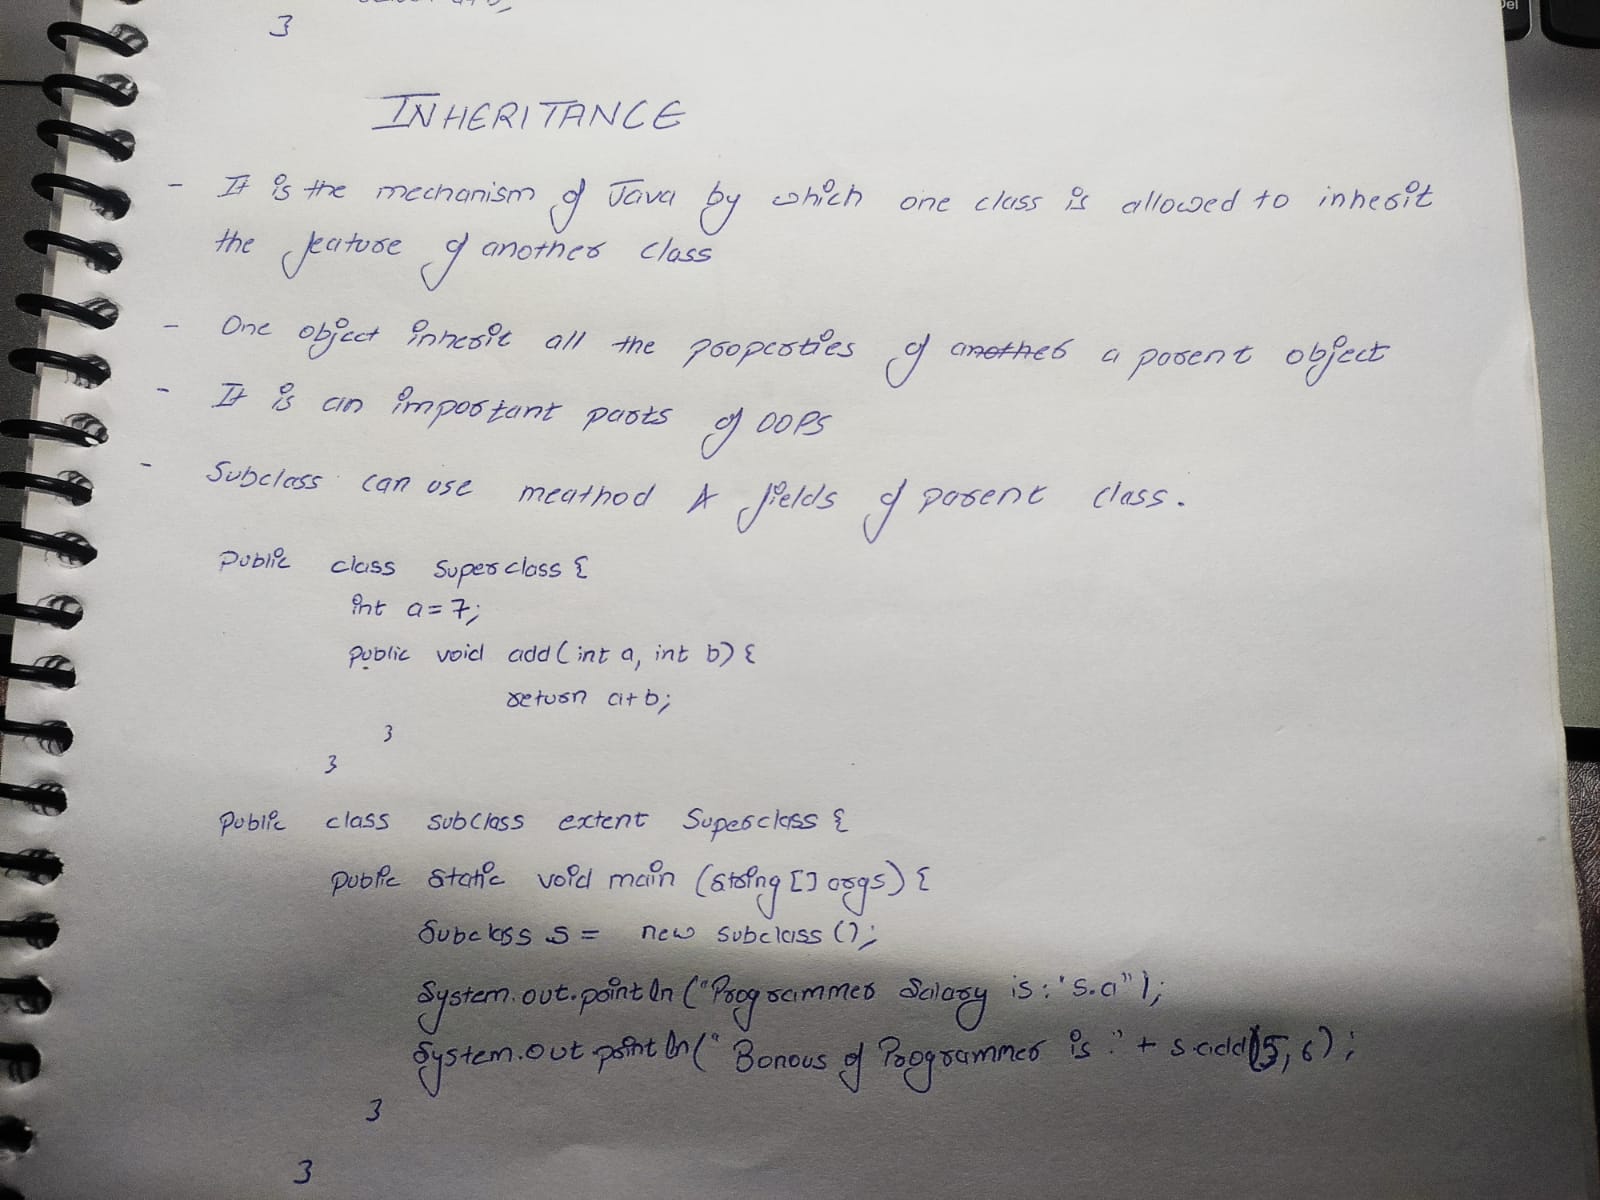 }
INHERITANCE
- It is the mechanism of Java by which one class is allowed to inherit
the feature of another class
- One object inherit all the properties of another a parent object
- It is an important parts of OOPS
- Subclass can use meathod & fields of parent class.
Public class Superclass {
int a = 7;
public void add (int a, int b) {
return a+b;
}
}
Public class subclass extent Superclass {
Public static void main (String [] args) {
Subclass s = new subclass ();
System.out.println ("Programmer Salary is : "s.a");
System.out.println (" Bonous of Programmer is :" + s.add(5, 6) ;
}
}
Del